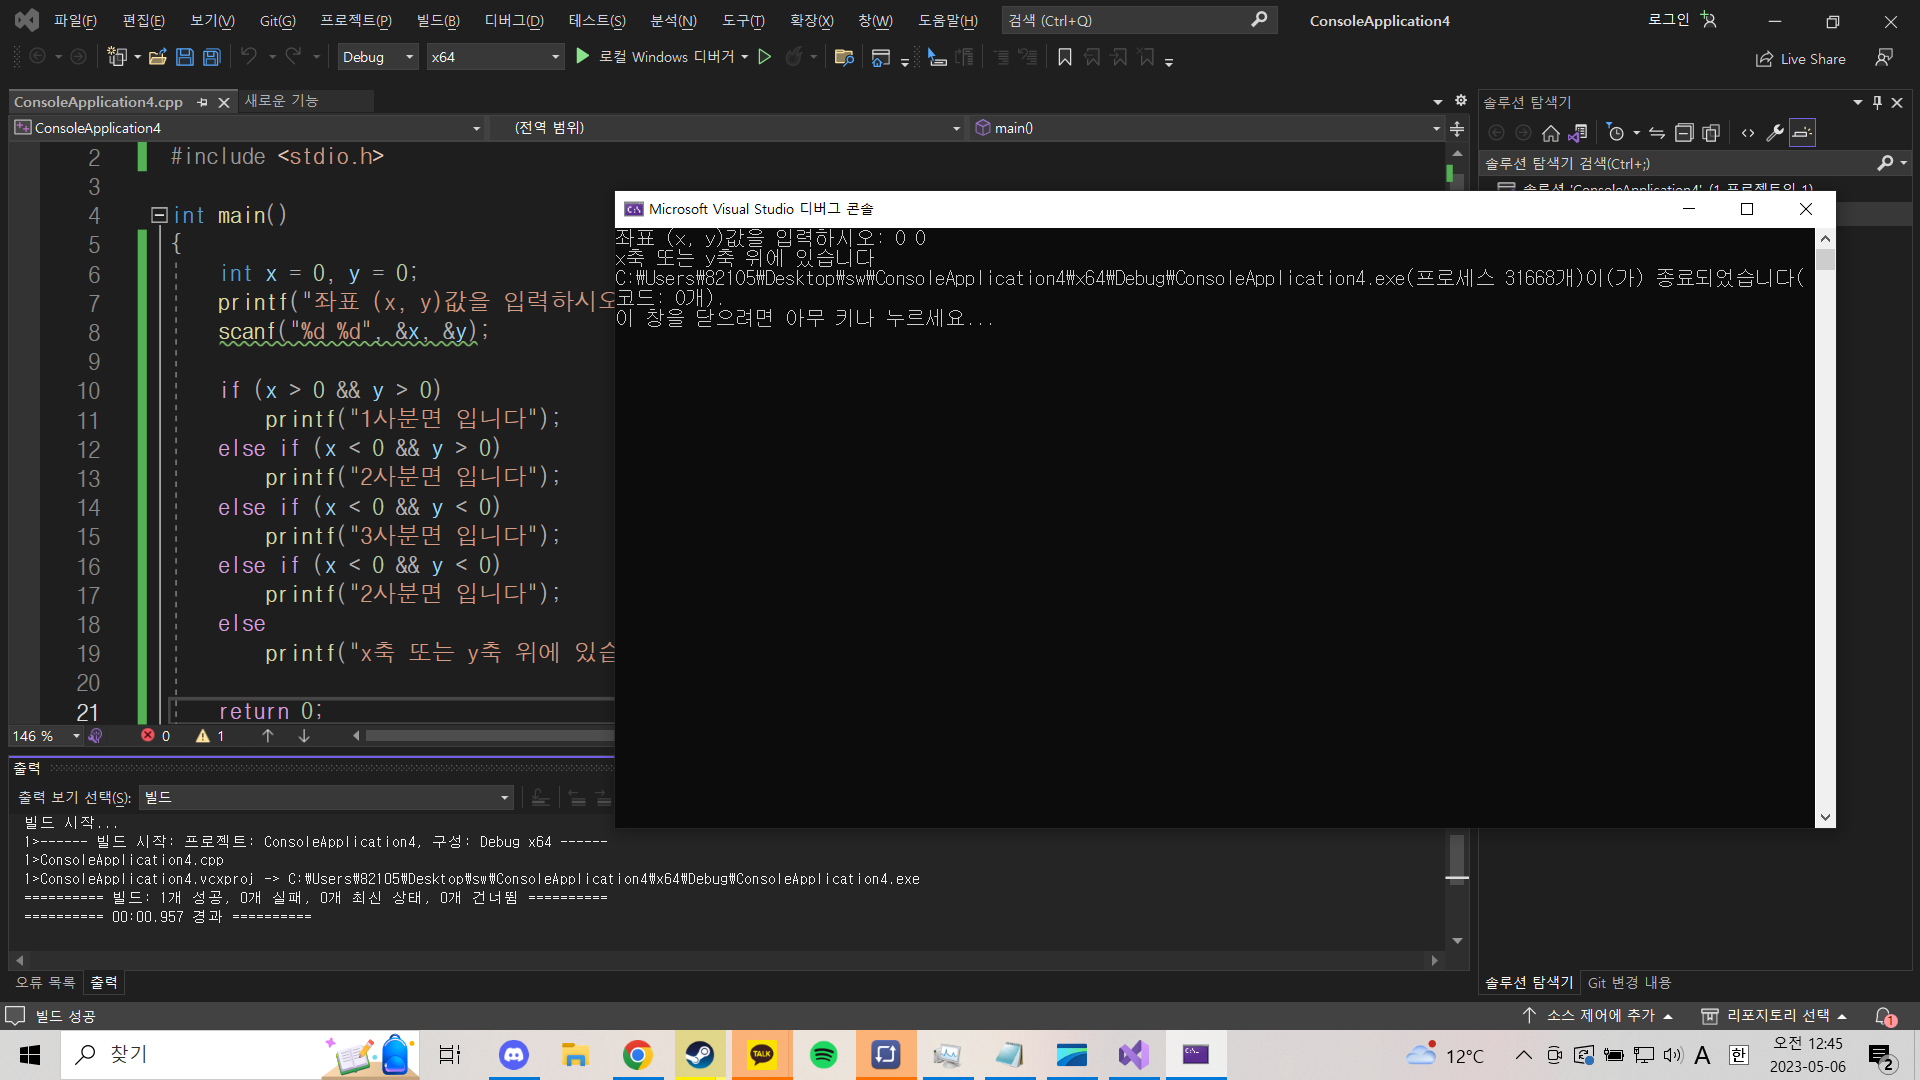 파일(F) 편집(E) 보기(V) Git(G) 프로젝트(P) 빌드(B) 디버그(D) 테스트(S) 분석(N) 도구(T) 확장(X) 창(W) 도움말(H) 검색 (Ctrl+Q) ConsoleApplication4 로그인
Debug x64 로컬 Windows 디버거 Live Share
ConsoleApplication4.cpp 새로운 기능
ConsoleApplication4 (전역 범위) main()
2 #include <stdio.h>
3
4 int main()
5 {
6 int x = 0, y = 0;
7 printf("좌표 (x, y)값을 입력하시오
8 scanf("%d %d", &x, &y);
9
10 if (x > 0 && y > 0)
11 printf("1사분면 입니다");
12 else if (x < 0 && y > 0)
13 printf("2사분면 입니다");
14 else if (x < 0 && y < 0)
15 printf("3사분면 입니다");
16 else if (x < 0 && y < 0)
17 printf("2사분면 입니다");
18 else
19 printf("x축 또는 y축 위에 있습
20
21 return 0;
146 % 0 1
Microsoft Visual Studio 디버그 콘솔
좌표 (x, y)값을 입력하시오: 0 0
x축 또는 y축 위에 있습니다
C:\Users\82105\Desktop\sw\ConsoleApplication4\x64\Debug\ConsoleApplication4.exe(프로세스 31668개)이(가) 종료되었습니다(
코드: 0개).
이 창을 닫으려면 아무 키나 누르세요...
솔루션 탐색기
솔루션 탐색기 검색(Ctrl+;)
솔루션 'ConsoleApplication4' (1 프로젝트의 1)
출력
출력 보기 선택(S): 빌드
빌드 시작...
1>------ 빌드 시작: 프로젝트: ConsoleApplication4, 구성: Debug x64 ------
1>ConsoleApplication4.cpp
1>ConsoleApplication4.vcxproj -> C:\Users\82105\Desktop\sw\ConsoleApplication4\x64\Debug\ConsoleApplication4.exe
========== 빌드: 1개 성공, 0개 실패, 0개 최신 상태, 0개 건너뜀 ==========
========== 00:00.957 경과 ==========
오류 목록 출력
솔루션 탐색기 Git 변경 내용
빌드 성공 소스 제어에 추가 리포지토리 선택 1
찾기 TALK 12°C A 한 오전 12:45
2023-05-06 2